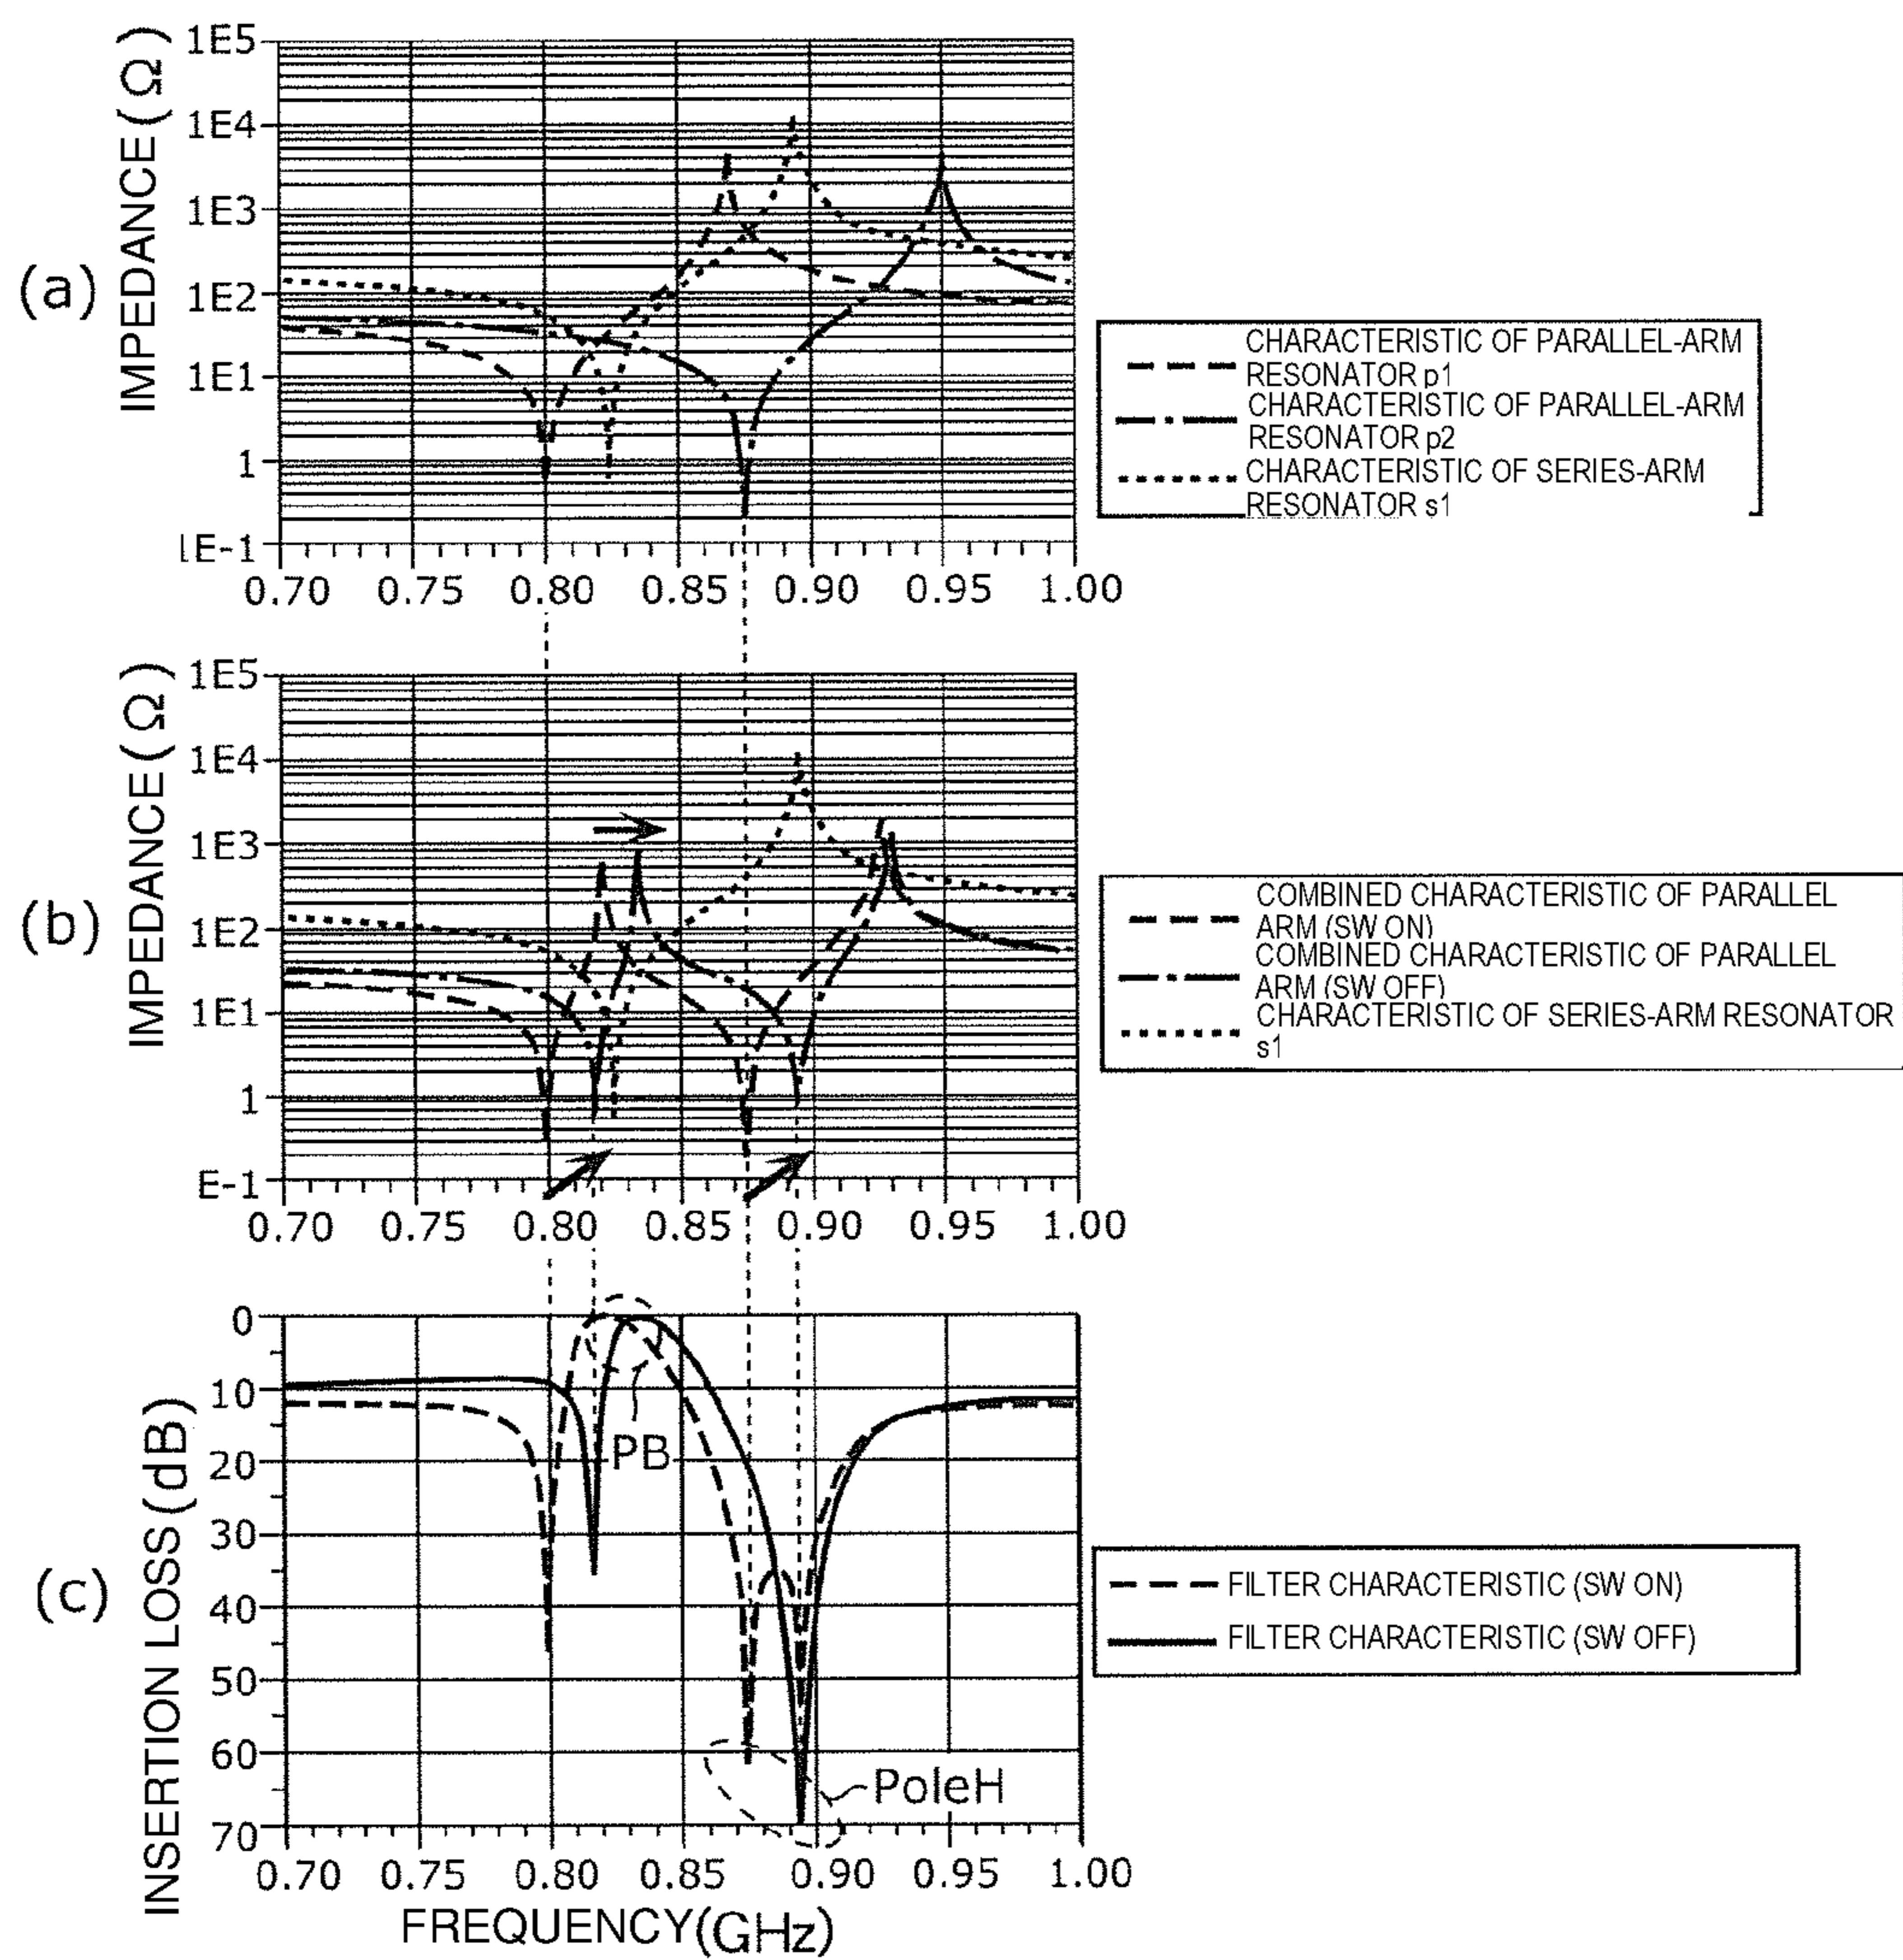 (a)
IMPEDANCE(Ω)
1E5
1E4
1E3
1E2
1E1
1
1E-1
0.70 0.75 0.80 0.85 0.90 0.95 1.00
CHARACTERISTIC OF PARALLEL-ARM
RESONATOR p1
CHARACTERISTIC OF PARALLEL-ARM
RESONATOR p2
CHARACTERISTIC OF SERIES-ARM
RESONATOR s1
(b)
IMPEDANCE(Ω)
1E5
1E4
1E3
1E2
1E1
1
E-1
0.70 0.75 0.80 0.85 0.90 0.95 1.00
COMBINED CHARACTERISTIC OF PARALLEL
ARM (SW ON)
COMBINED CHARACTERISTIC OF PARALLEL
ARM (SW OFF)
CHARACTERISTIC OF SERIES-ARM RESONATOR
s1
(c)
INSERTION LOSS(dB)
0
10
20
30
40
50
60
70
PB
PoleH
0.70 0.75 0.80 0.85 0.90 0.95 1.00
FREQUENCY(GHz)
FILTER CHARACTERISTIC (SW ON)
FILTER CHARACTERISTIC (SW OFF)